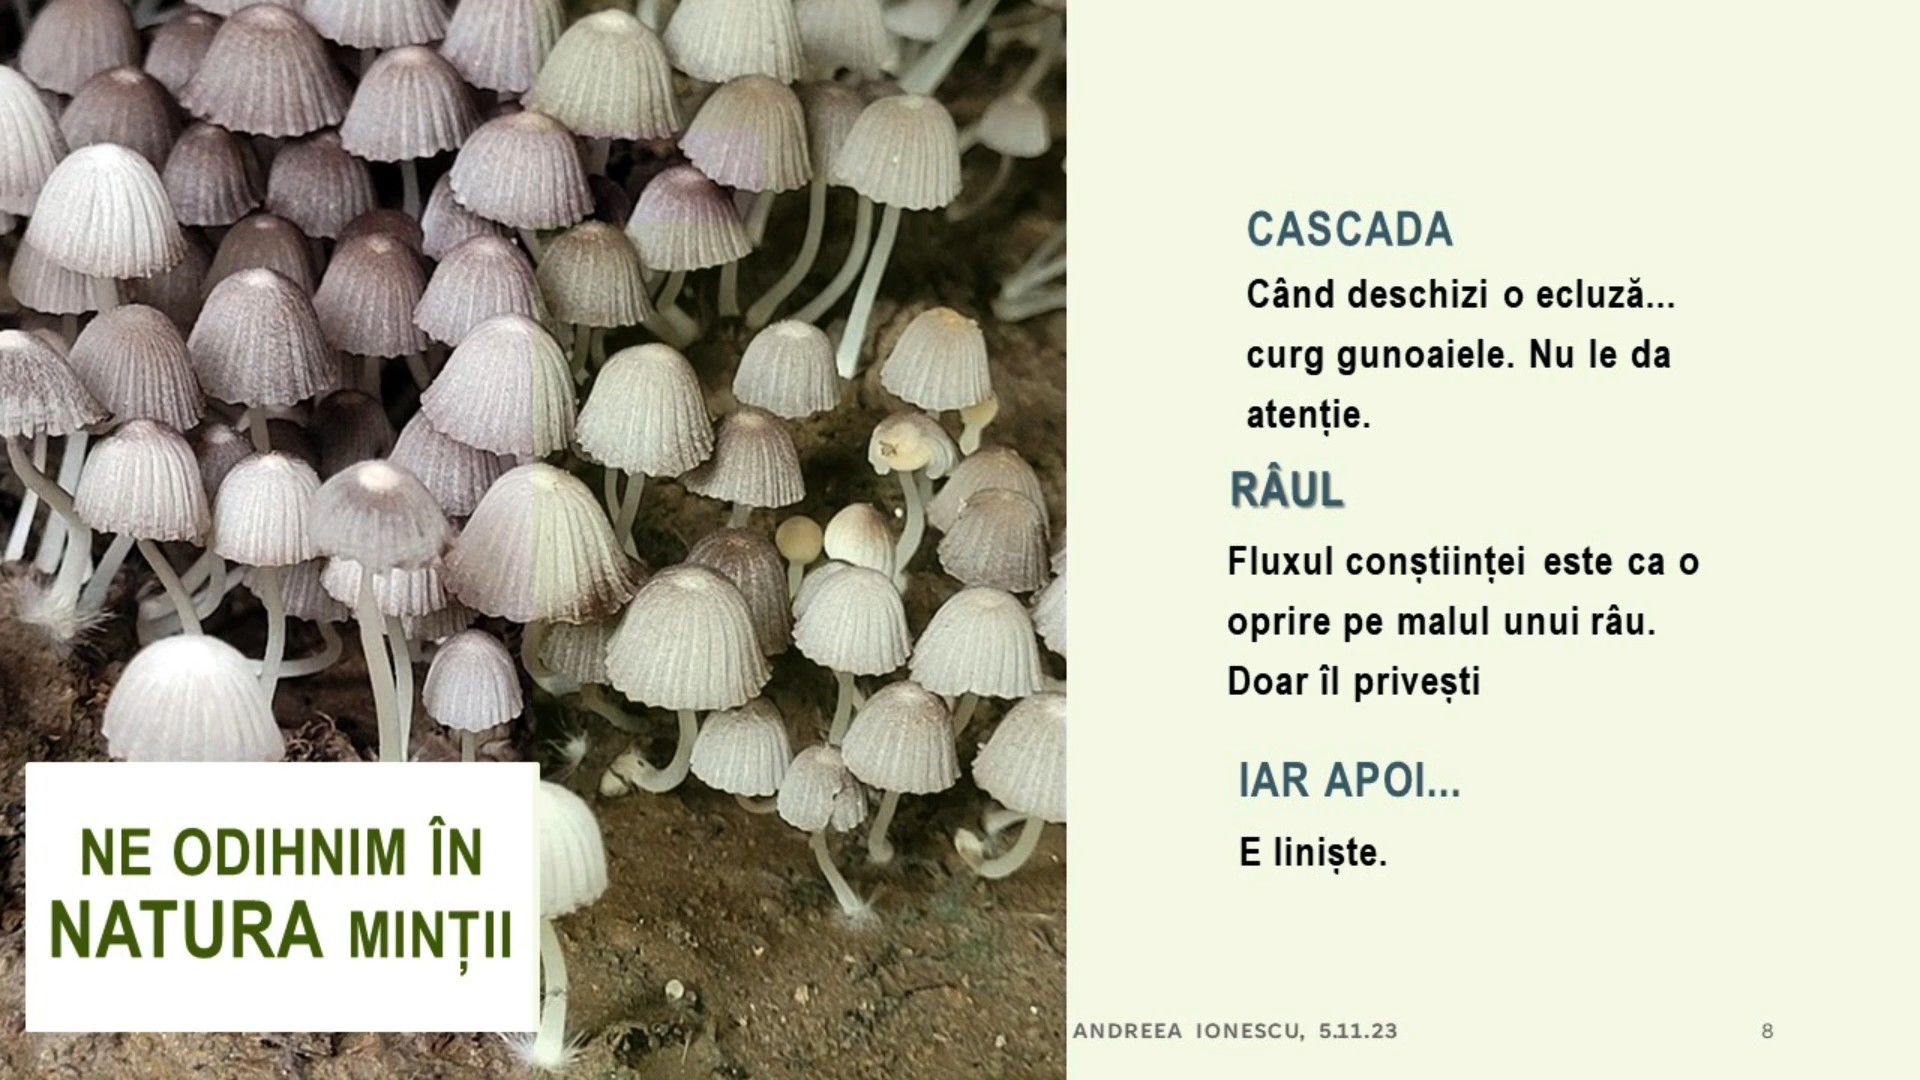 NE ODIHNIM ÎN
NATURA MINȚII
CASCADA
Când deschizi o ecluză...
curg gunoaiele. Nu le da
atenție.
RÂUL
Fluxul conștiinței este ca o
oprire pe malul unui râu.
Doar îl privești
IAR APOI...
E liniște.
ANDREEA IONESCU, 5.11.23
8